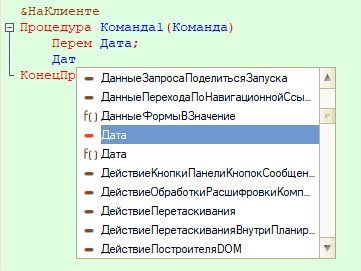 &НаКлиенте
Процедура Команда1(Команда)
Перем Дата;
Дат
КонецПр
ДанныеЗапросаПоделитьсяЗапуска
ДанныеПереходаПоНавигационнойСсы...
f() ДанныеФормыВЗначение
Дата
f() Дата
ДействиеКнопкиПанелиКнопокСообщен...
ДействиеОбработкиРасшифровкиКомп...
ДействиеПеретаскивания
ДействиеПеретаскиванияВнутриПланир...
ДействиеПостроителяDOM